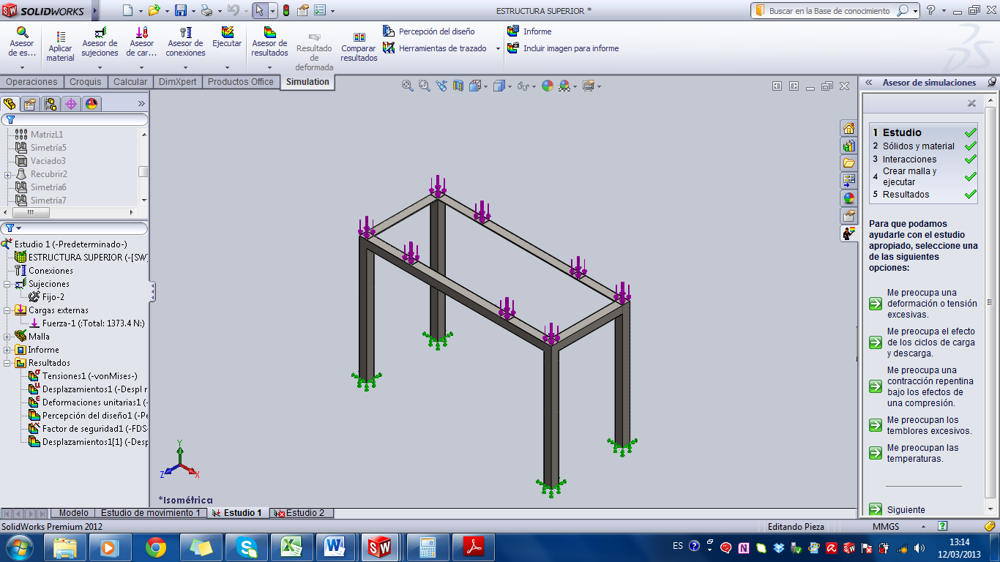 SOLIDWORKS
ESTRUCTURA SUPERIOR *
Buscar en la Base de conocimiento
Asesor de es...
Aplicar material
Asesor de sujeciones
Asesor de car...
Asesor de conexiones
Ejecutar
Asesor de resultados
Resultado de deformada
Comparar resultados
Percepción del diseño
Herramientas de trazado
Informe
Incluir imagen para informe
Operaciones
Croquis
Calcular
DimXpert
Productos Office
Simulation
MatrizL1
Simetría5
Vaciado3
Recubrir2
Simetría6
Simetría7
Estudio 1 (-Predeterminado-)
ESTRUCTURA SUPERIOR (-[SW]
Conexiones
Sujeciones
Fijo-2
Cargas externas
Fuerza-1 (:Total: 1373.4 N:)
Malla
Informe
Resultados
Tensiones1 (-vonMises-)
Desplazamientos1 (-Despl r
Deformaciones unitarias1 (-
Percepción del diseño1 (-Pe
Factor de seguridad1 (-FDS-
Desplazamientos1{1} (-Desp
Y
Z
X
*Isométrica
Asesor de simulaciones
1 Estudio
2 Sólidos y material
3 Interacciones
4 Crear malla y
ejecutar
5 Resultados
Para que podamos
ayudarle con el estudio
apropiado, seleccione una
de las siguientes
opciones:
Me preocupa una
deformación o tensión
excesivas.
Me preocupa el efecto
de los ciclos de carga
y descarga.
Me preocupa una
contracción repentina
bajo los efectos de
una compresión.
Me preocupan los
temblores excesivos.
Me preocupan las
temperaturas.
Siguiente
Modelo
Estudio de movimiento 1
Estudio 1
Estudio 2
SolidWorks Premium 2012
Editando Pieza
MMGS
ES
13:14
12/03/2013